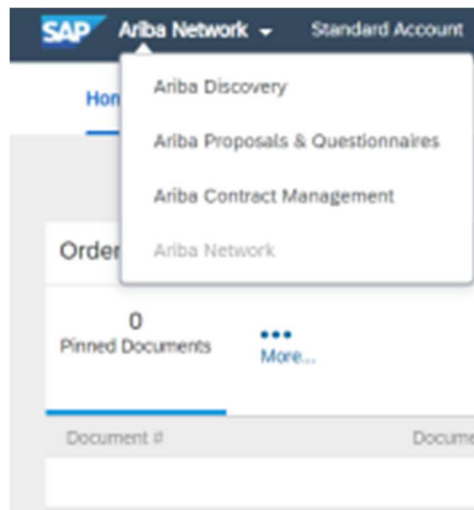 SAP Ariba Network Standard Account
Ariba Discovery
Ariba Proposals & Questionnaires
Ariba Contract Management
Ariba Network
0
Pinned Documents
More...
Document #